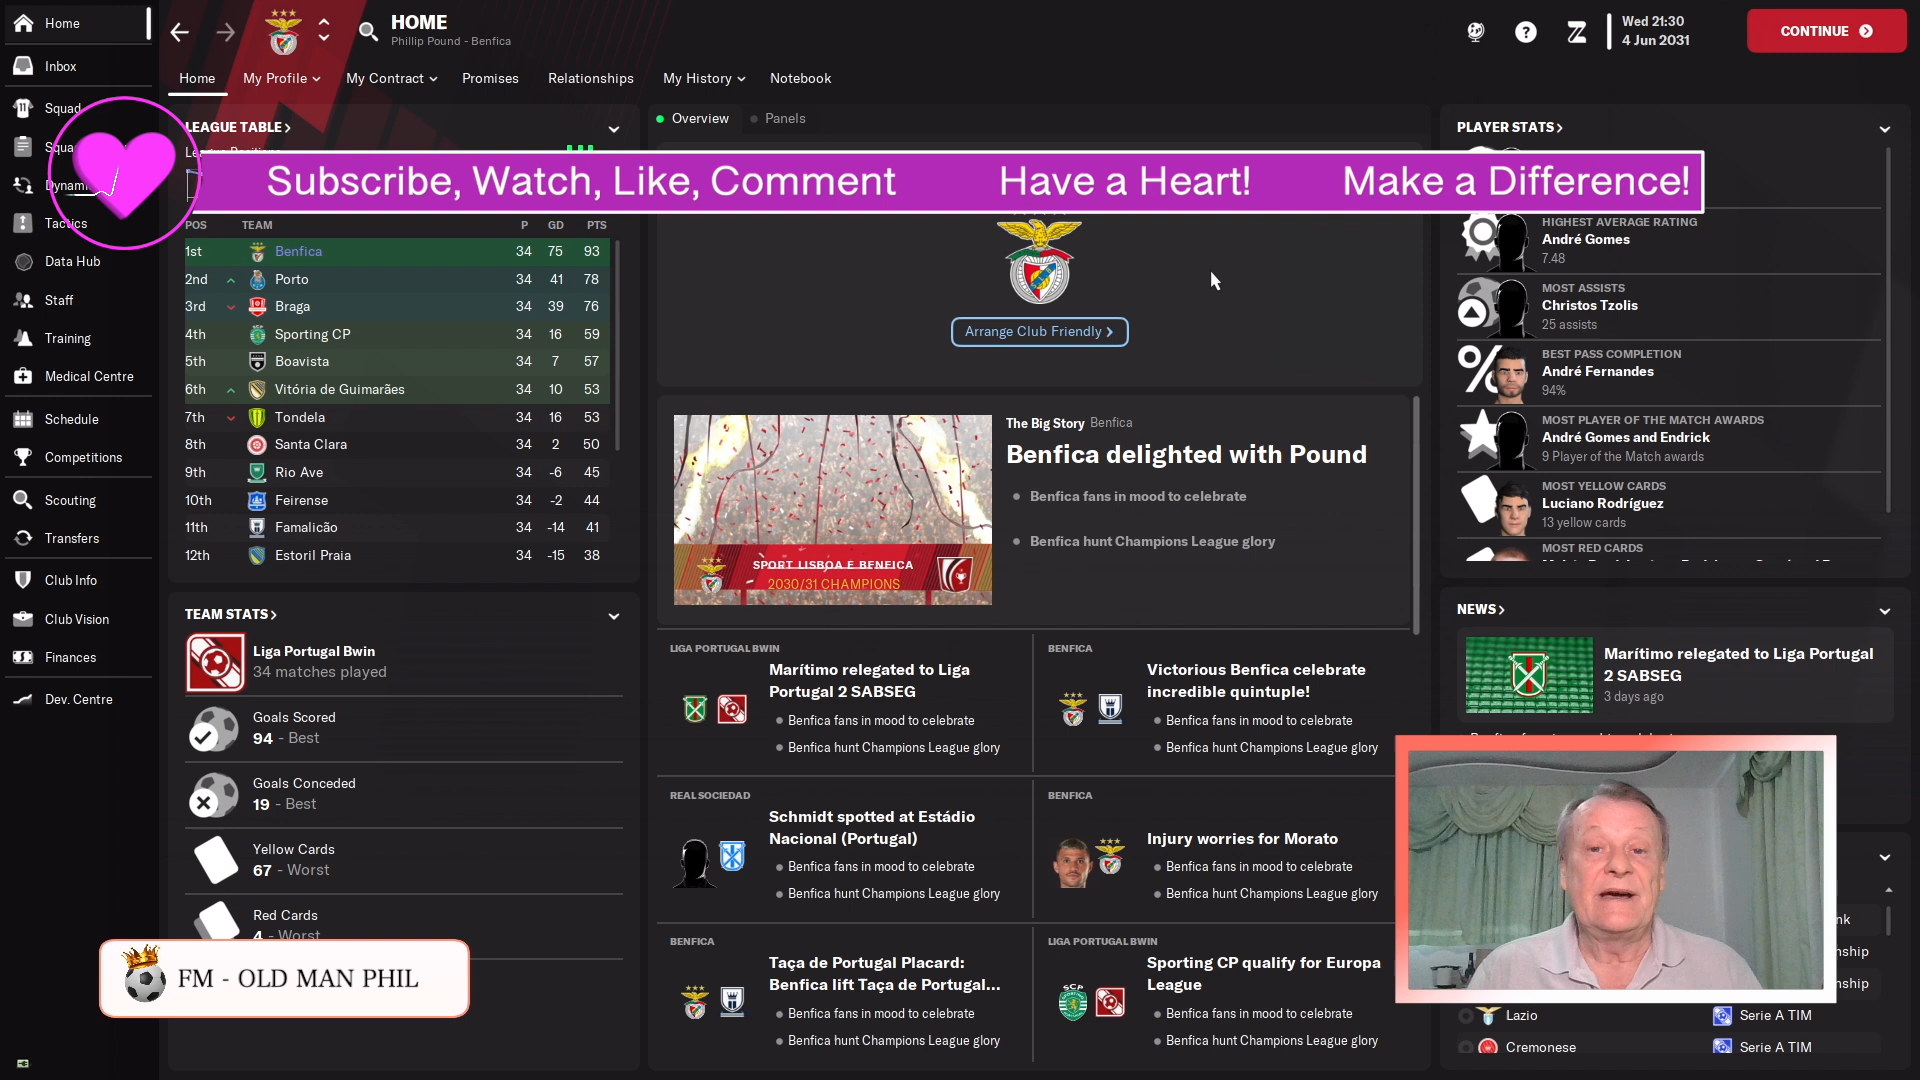 Home
Inbox
Squad
Tactics
Data Hub
Staff
Training
Medical Centre
Schedule
Competitions
Scouting
Transfers
Club Info
Club Vision
Finances
Dev. Centre
HOME
Phillip Pound - Benfica
Wed 21:30
4 Jun 2031
CONTINUE
Home
My Profile
My Contract
Promises
Relationships
My History
Notebook
Subscribe, Watch, Like, Comment Have a Heart! Make a Difference!
LEAGUE TABLE
POS TEAM P GD PTS
1st Benfica 34 75 93
2nd Porto 34 41 78
3rd Braga 34 39 76
4th Sporting CP 34 16 59
5th Boavista 34 7 57
6th Vitória de Guimarães 34 10 53
7th Tondela 34 16 53
8th Santa Clara 34 2 50
9th Rio Ave 34 -6 45
10th Feirense 34 -2 44
11th Famalicão 34 -14 41
12th Estoril Praia 34 -15 38
TEAM STATS
Liga Portugal Bwin
34 matches played
Goals Scored
94 - Best
Goals Conceded
19 - Best
Yellow Cards
67 - Worst
Red Cards
4 - Worst
FM - OLD MAN PHIL
Overview
Panels
Arrange Club Friendly
SPORT LISBOA E BENFICA
2030/31 CHAMPIONS
The Big Story Benfica
Benfica delighted with Pound
Benfica fans in mood to celebrate
Benfica hunt Champions League glory
LIGA PORTUGAL BWIN
Marítimo relegated to Liga
Portugal 2 SABSEG
Benfica fans in mood to celebrate
Benfica hunt Champions League glory
BENFICA
Victorious Benfica celebrate
incredible quintuple!
Benfica fans in mood to celebrate
Benfica hunt Champions League glory
REAL SOCIEDAD
Schmidt spotted at Estádio
Nacional (Portugal)
Benfica fans in mood to celebrate
Benfica hunt Champions League glory
BENFICA
Injury worries for Morato
Benfica fans in mood to celebrate
Benfica hunt Champions League glory
BENFICA
Taça de Portugal Placard:
Benfica lift Taça de Portugal...
Benfica fans in mood to celebrate
Benfica hunt Champions League glory
LIGA PORTUGAL BWIN
Sporting CP qualify for Europa
League
Benfica fans in mood to celebrate
Benfica hunt Champions League glory
PLAYER STATS
HIGHEST AVERAGE RATING
André Gomes
7.48
MOST ASSISTS
Christos Tzolis
25 assists
BEST PASS COMPLETION
André Fernandes
94%
MOST PLAYER OF THE MATCH AWARDS
André Gomes and Endrick
9 Player of the Match awards
MOST YELLOW CARDS
Luciano Rodríguez
13 yellow cards
MOST RED CARDS
NEWS
Marítimo relegated to Liga Portugal
2 SABSEG
3 days ago
Lazio Serie A TIM
Cremonese Serie A TIM